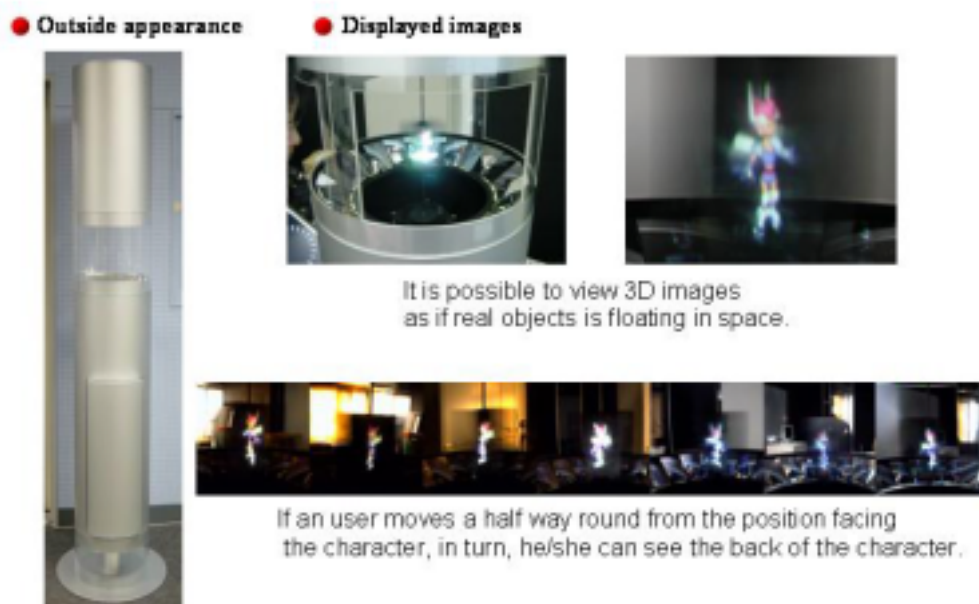 Outside appearance
Displayed images
It is possible to view 3D images
as if real objects is floating in space.
If an user moves a half way round from the position facing
the character, in turn, he/she can see the back of the character.